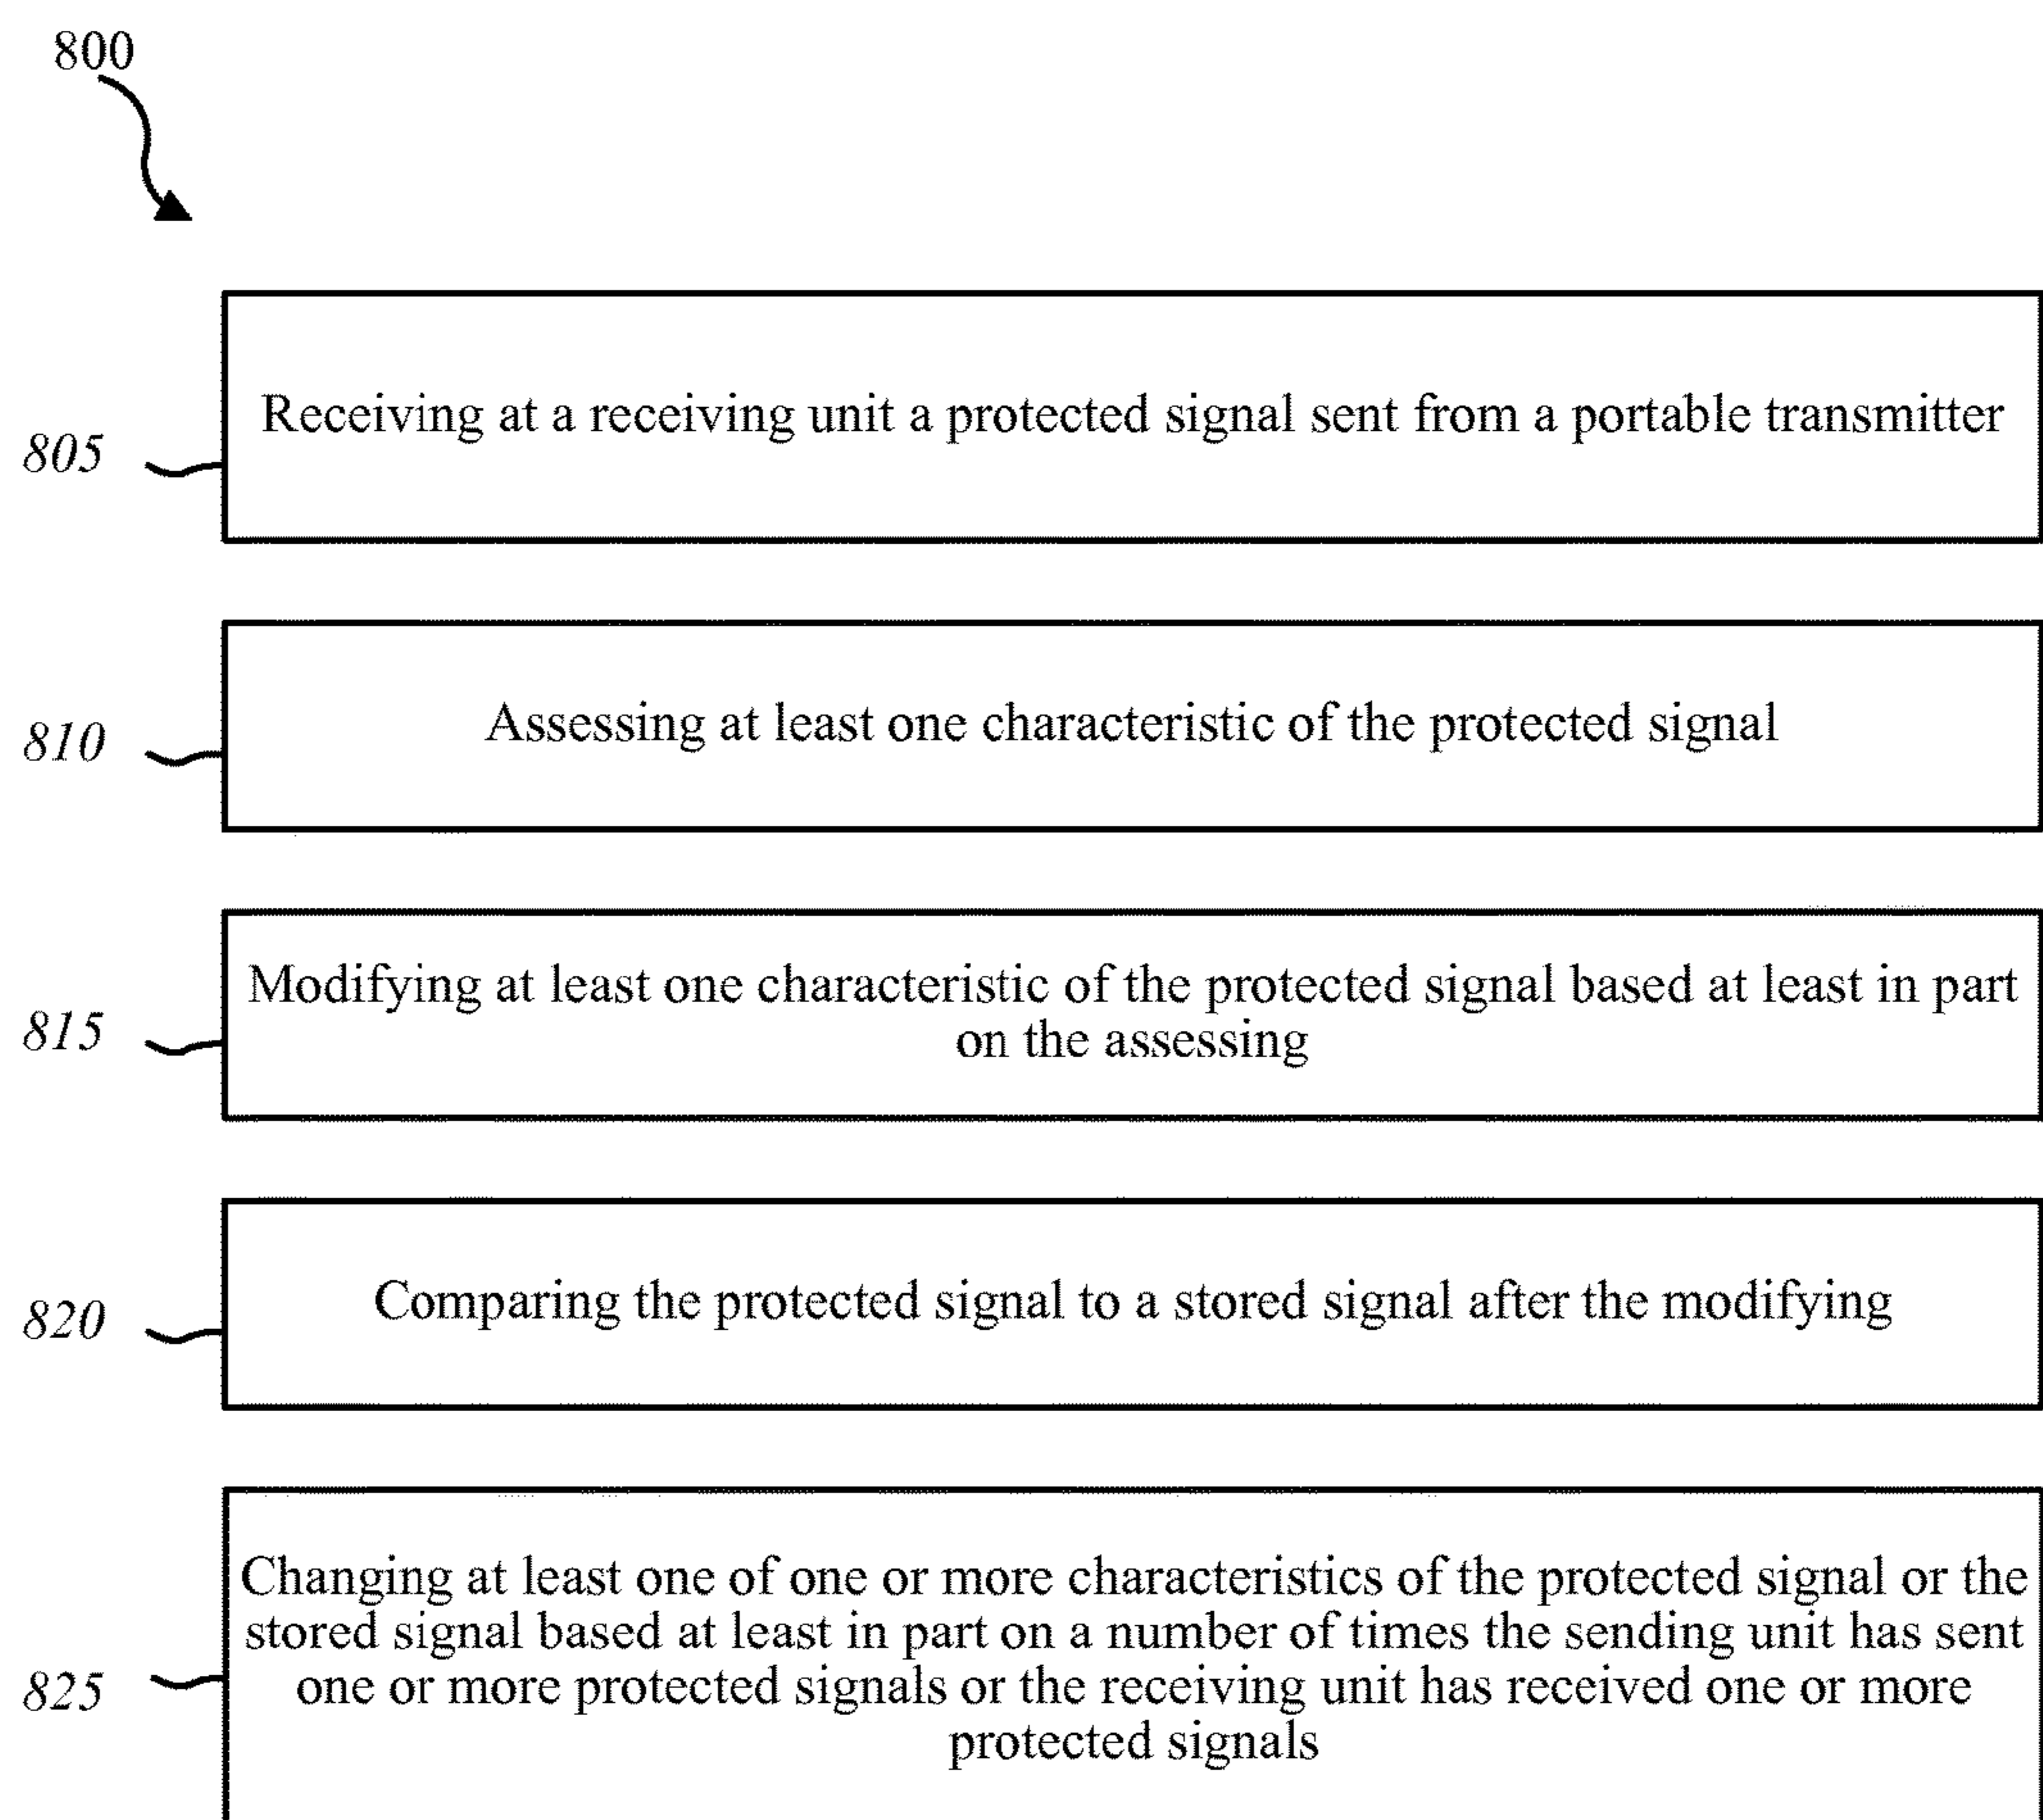 800
Receiving at a receiving unit a protected signal sent from a portable transmitter
805
Assessing at least one characteristic of the protected signal
810
Modifying at least one characteristic of the protected signal based at least in part
on the assessing
815
Comparing the protected signal to a stored signal after the modifying
820
Changing at least one of one or more characteristics of the protected signal or the
stored signal based at least in part on a number of times the sending unit has sent
one or more protected signals or the receiving unit has received one or more
protected signals
825